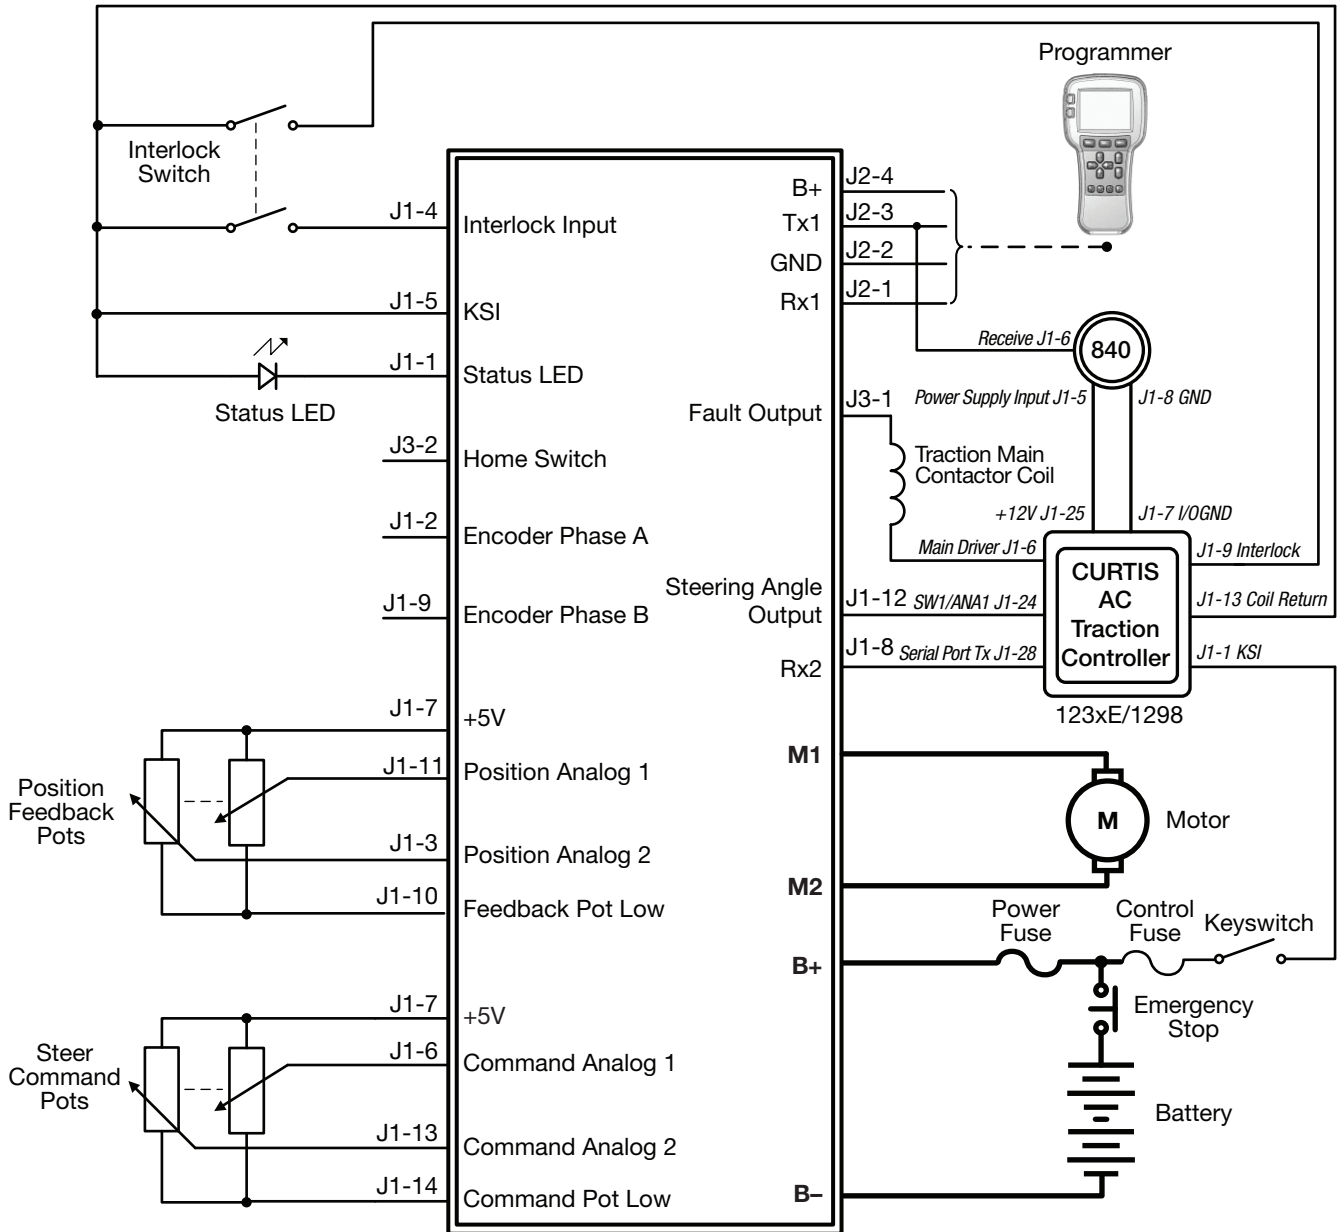 Programmer
Interlock
Switch
J1-4
Interlock Input
J1-5
KSI
J1-1
Status LED
Status LED
J3-2
Home Switch
J1-2
Encoder Phase A
J1-9
Encoder Phase B
J1-7
+5V
J1-11
Position Analog 1
Position
Feedback
Pots
J1-3
Position Analog 2
J1-10
Feedback Pot Low
J1-7
+5V
J1-6
Command Analog 1
Steer
Command
Pots
J1-13
Command Analog 2
J1-14
Command Pot Low
B+
J2-4
Tx1
J2-3
GND
J2-2
Rx1
J2-1
Receive J1-6
840
Power Supply Input J1-5
J1-8 GND
Fault Output
J3-1
Traction Main
Contactor Coil
+12V J1-25
J1-7 I/OGND
Main Driver J1-6
J1-9 Interlock
CURTIS
AC
Traction
Controller
Steering Angle
Output
J1-12
SW1/ANA1 J1-24
J1-13 Coil Return
Rx2
J1-8
Serial Port Tx J1-28
J1-1 KSI
123xE/1298
M1
M
Motor
M2
Power
Fuse
Control
Fuse
Keyswitch
B+
Emergency
Stop
Battery
B–